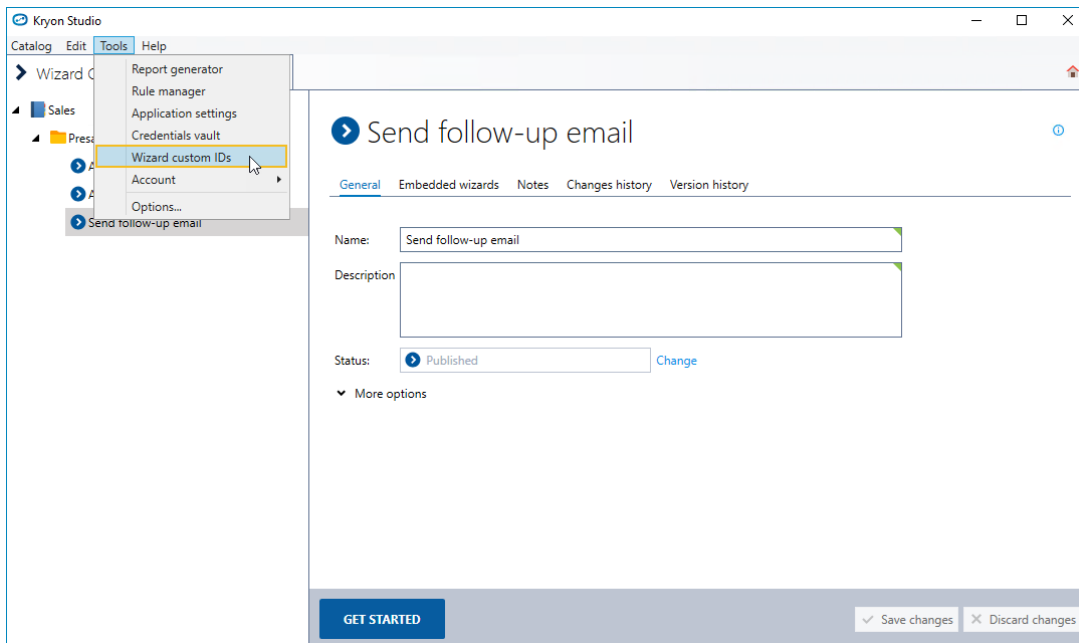 Kryon Studio
Catalog Edit Tools Help
Wizard C
Report generator
Rule manager
Application settings
Credentials vault
Wizard custom IDs
Account
Options...
Sales
Presa
A
A
Send follow-up email
Send follow-up email
General Embedded wizards Notes Changes history Version history
Name: Send follow-up email
Description
Status: Published Change
More options
GET STARTED Save changes Discard changes